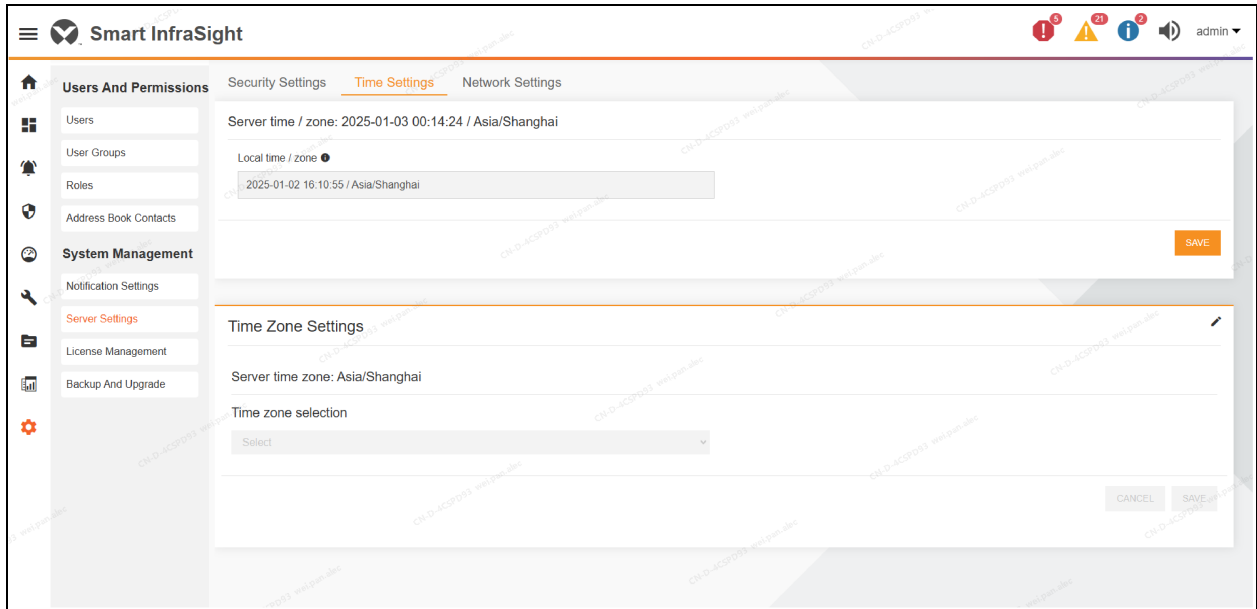 Smart InfraSight
5
21
2
admin
Users And Permissions
Users
User Groups
Roles
Address Book Contacts
System Management
Notification Settings
Server Settings
License Management
Backup And Upgrade
Security Settings Time Settings Network Settings
Server time / zone: 2025-01-03 00:14:24 / Asia/Shanghai
Local time / zone
2025-01-02 16:10:55 / Asia/Shanghai
SAVE
Time Zone Settings
Server time zone: Asia/Shanghai
Time zone selection
Select
CANCEL SAVE